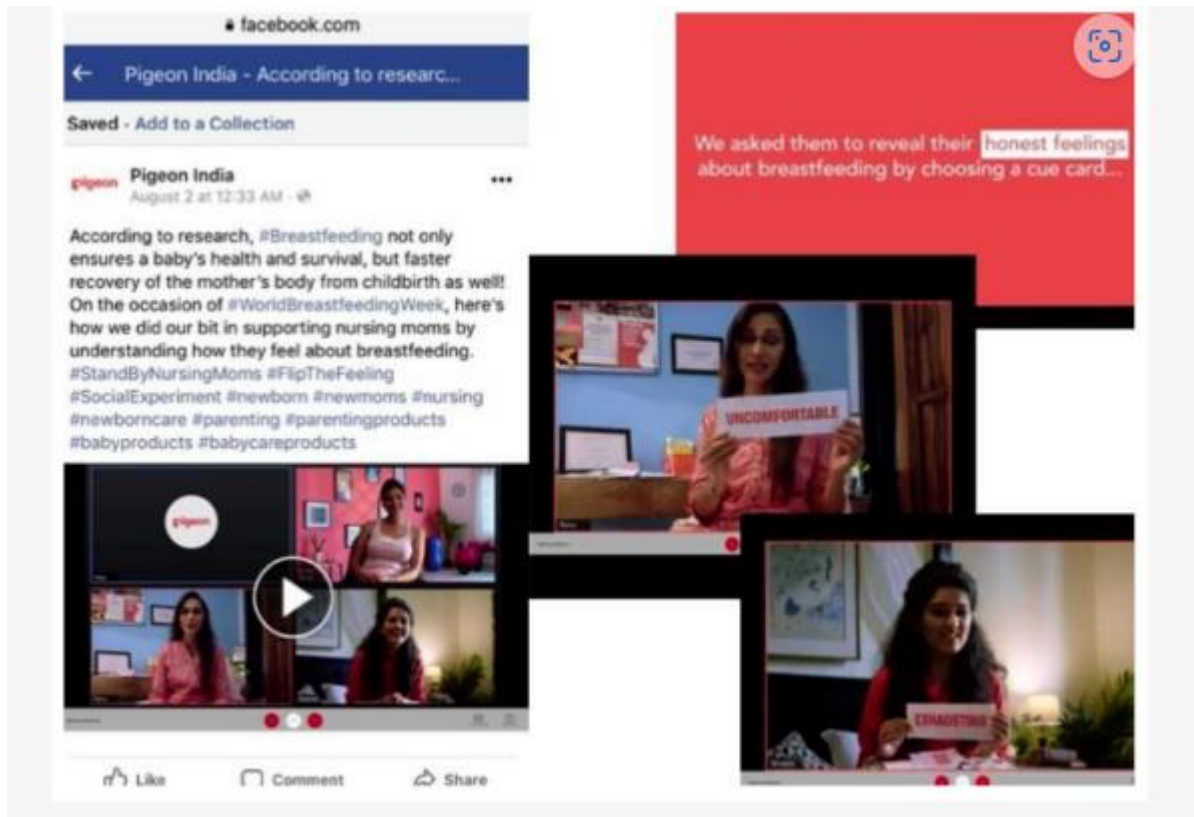 facebook.com
Pigeon India - According to researc...
Saved - Add to a Collection
pigeon
Pigeon India
August 2 at 12:33 AM
According to research, #Breastfeeding not only
ensures a baby's health and survival, but faster
recovery of the mother's body from childbirth as well!
On the occasion of #WorldBreastfeedingWeek, here's
how we did our bit in supporting nursing moms by
understanding how they feel about breastfeeding.
#StandByNursingMoms #FlipTheFeeling
#SocialExperiment #newborn #newmoms #nursing
#newborncare #parenting #parentingproducts
#babyproducts #babycareproducts
pigeon
Like Comment Share
We asked them to reveal their honest feelings
about breastfeeding by choosing a cue card...
UNCOMFORTABLE
EXHAUSTING